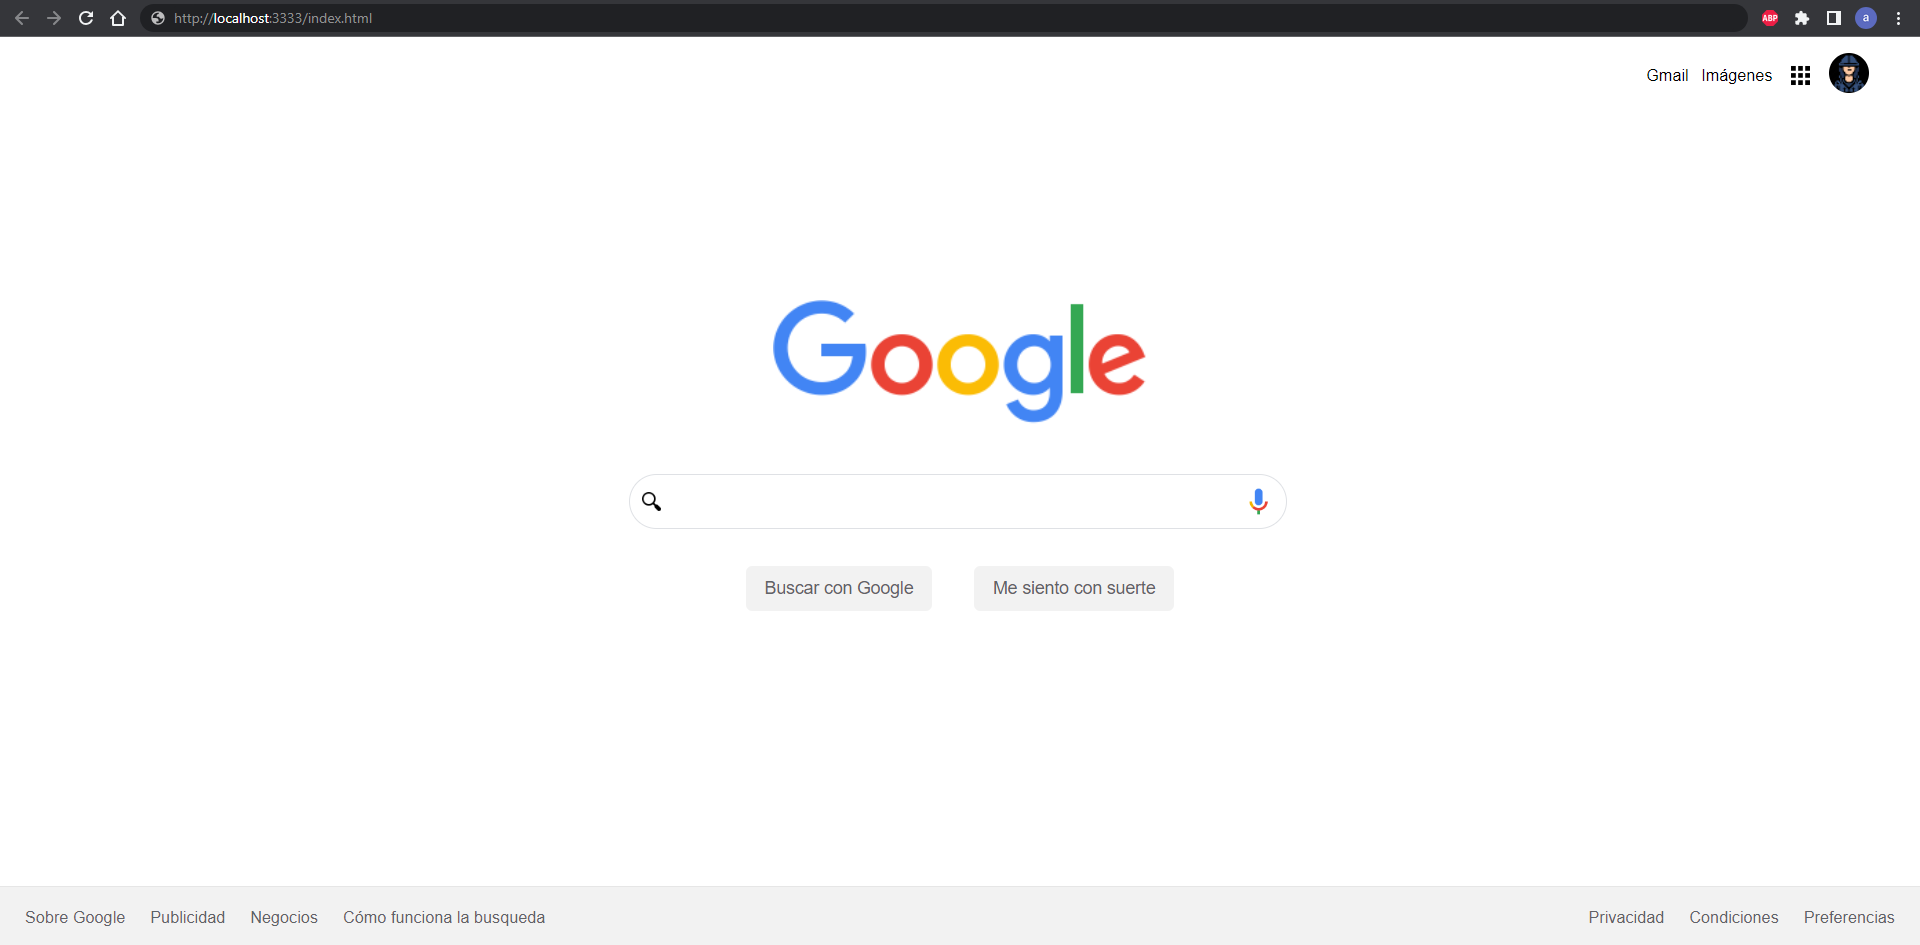 http://localhost:3333/index.html
ABP
a
Gmail Imágenes
Google
Buscar con Google Me siento con suerte
Sobre Google Publicidad Negocios Cómo funciona la busqueda Privacidad Condiciones Preferencias